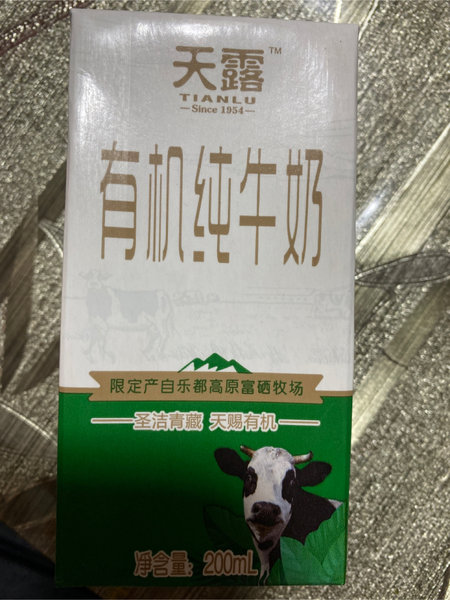 天露™
TIANLU
Since 1954
有机纯牛奶
限定产自乐都高原富硒牧场
圣洁青藏 天赐有机
净含量: 200mL